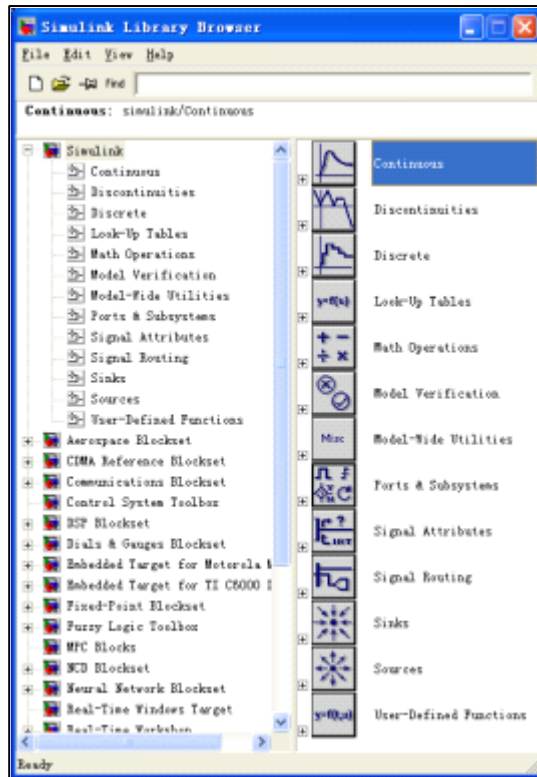 Simulink Library Browser
File Edit View Help
Find
Continuous: simulink/Continuous
Simulink
Continuous
Discontinuities
Discrete
Look-Up Tables
Math Operations
Model Verification
Model-Wide Utilities
Ports & Subsystems
Signal Attributes
Signal Routing
Sinks
Sources
User-Defined Functions
Aerospace Blockset
CDMA Reference Blockset
Communications Blockset
Control System Toolbox
DSP Blockset
Dials & Gauges Blockset
Embedded Target for Motorola M
Embedded Target for TI C6000 D
Fixed-Point Blockset
Fuzzy Logic Toolbox
MPC Blocks
NCD Blockset
Neural Network Blockset
Real-Time Windows Target
Real-Time Workshop
Continuous
Discontinuities
Discrete
y=f(u) Look-Up Tables
Math Operations
Model Verification
Misc Model-Wide Utilities
Ports & Subsystems
Signal Attributes
Signal Routing
Sinks
Sources
y=f(t,u) User-Defined Functions
Ready